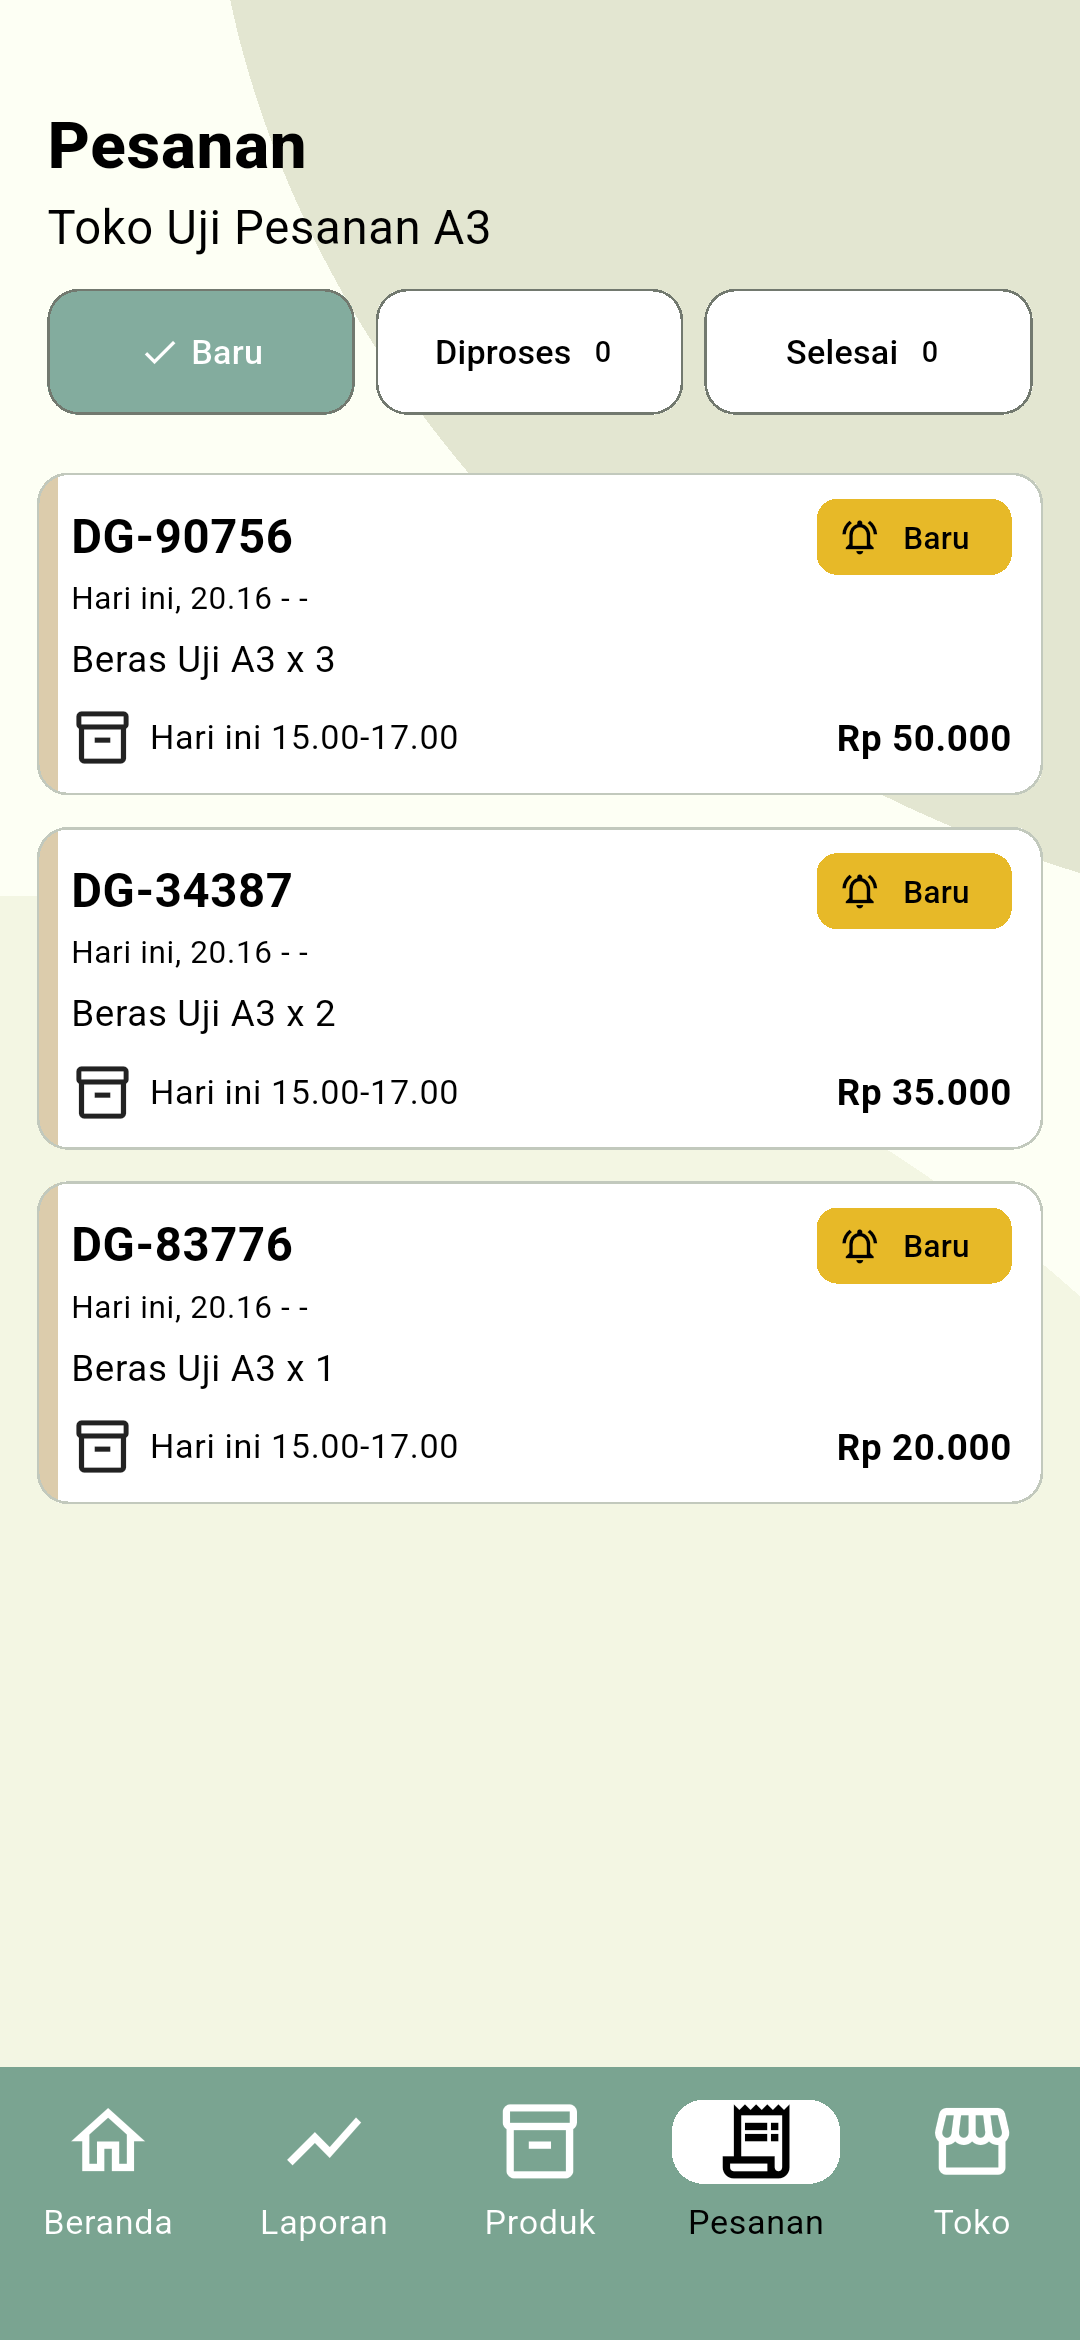 Pesanan
Toko Uji Pesanan A3
Baru
Diproses 0
Selesai 0
DG-90756
Baru
Hari ini, 20.16 - -
Beras Uji A3 x 3
Hari ini 15.00-17.00
Rp 50.000
DG-34387
Baru
Hari ini, 20.16 - -
Beras Uji A3 x 2
Hari ini 15.00-17.00
Rp 35.000
DG-83776
Baru
Hari ini, 20.16 - -
Beras Uji A3 x 1
Hari ini 15.00-17.00
Rp 20.000
Beranda
Laporan
Produk
Pesanan
Toko